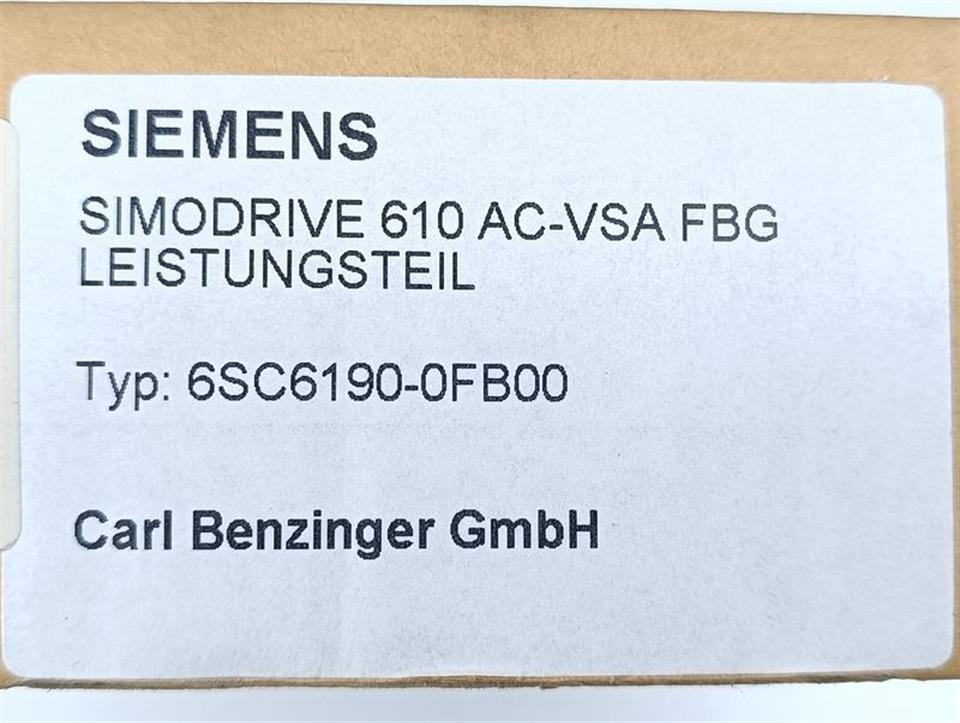 SIEMENS
SIMODRIVE 610 AC-VSA FBG
LEISTUNGSTEIL
Typ: 6SC6190-0FB00
Carl Benzinger GmbH